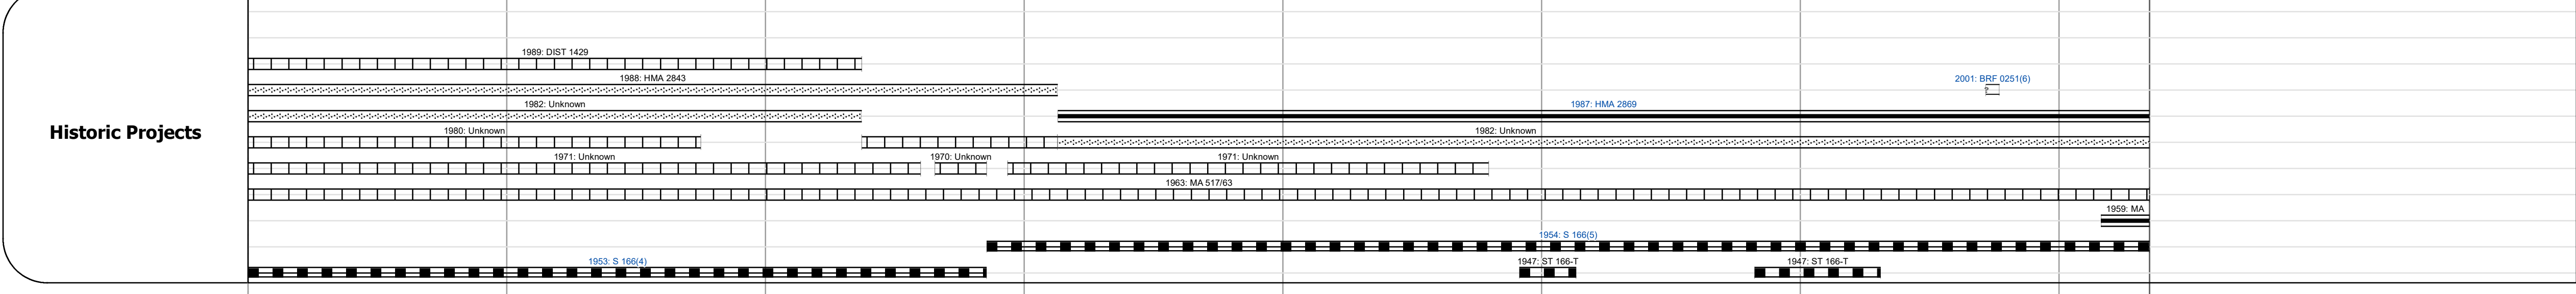 1989: DIST 1429
1988: HMA 2843
2001: BRF 0251(6)
?
1982: Unknown
1987: HMA 2869
Historic Projects
1980: Unknown
1982: Unknown
1971: Unknown
1970: Unknown
1971: Unknown
1963: MA 517/63
1959: MA
1954: S 166(5)
1953: S 166(4)
1947: ST 166-T
1947: ST 166-T